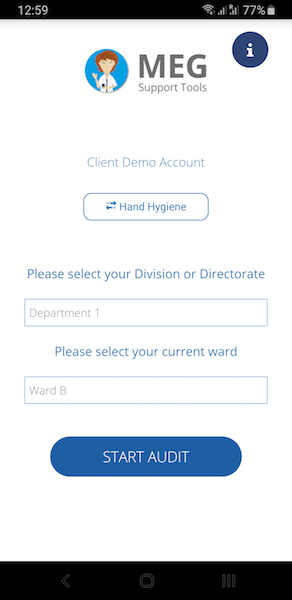 12:59
77%
MEG
Support Tools
i
Client Demo Account
Hand Hygiene
Please select your Division or Directorate
Department 1
Please select your current ward
Ward B
START AUDIT